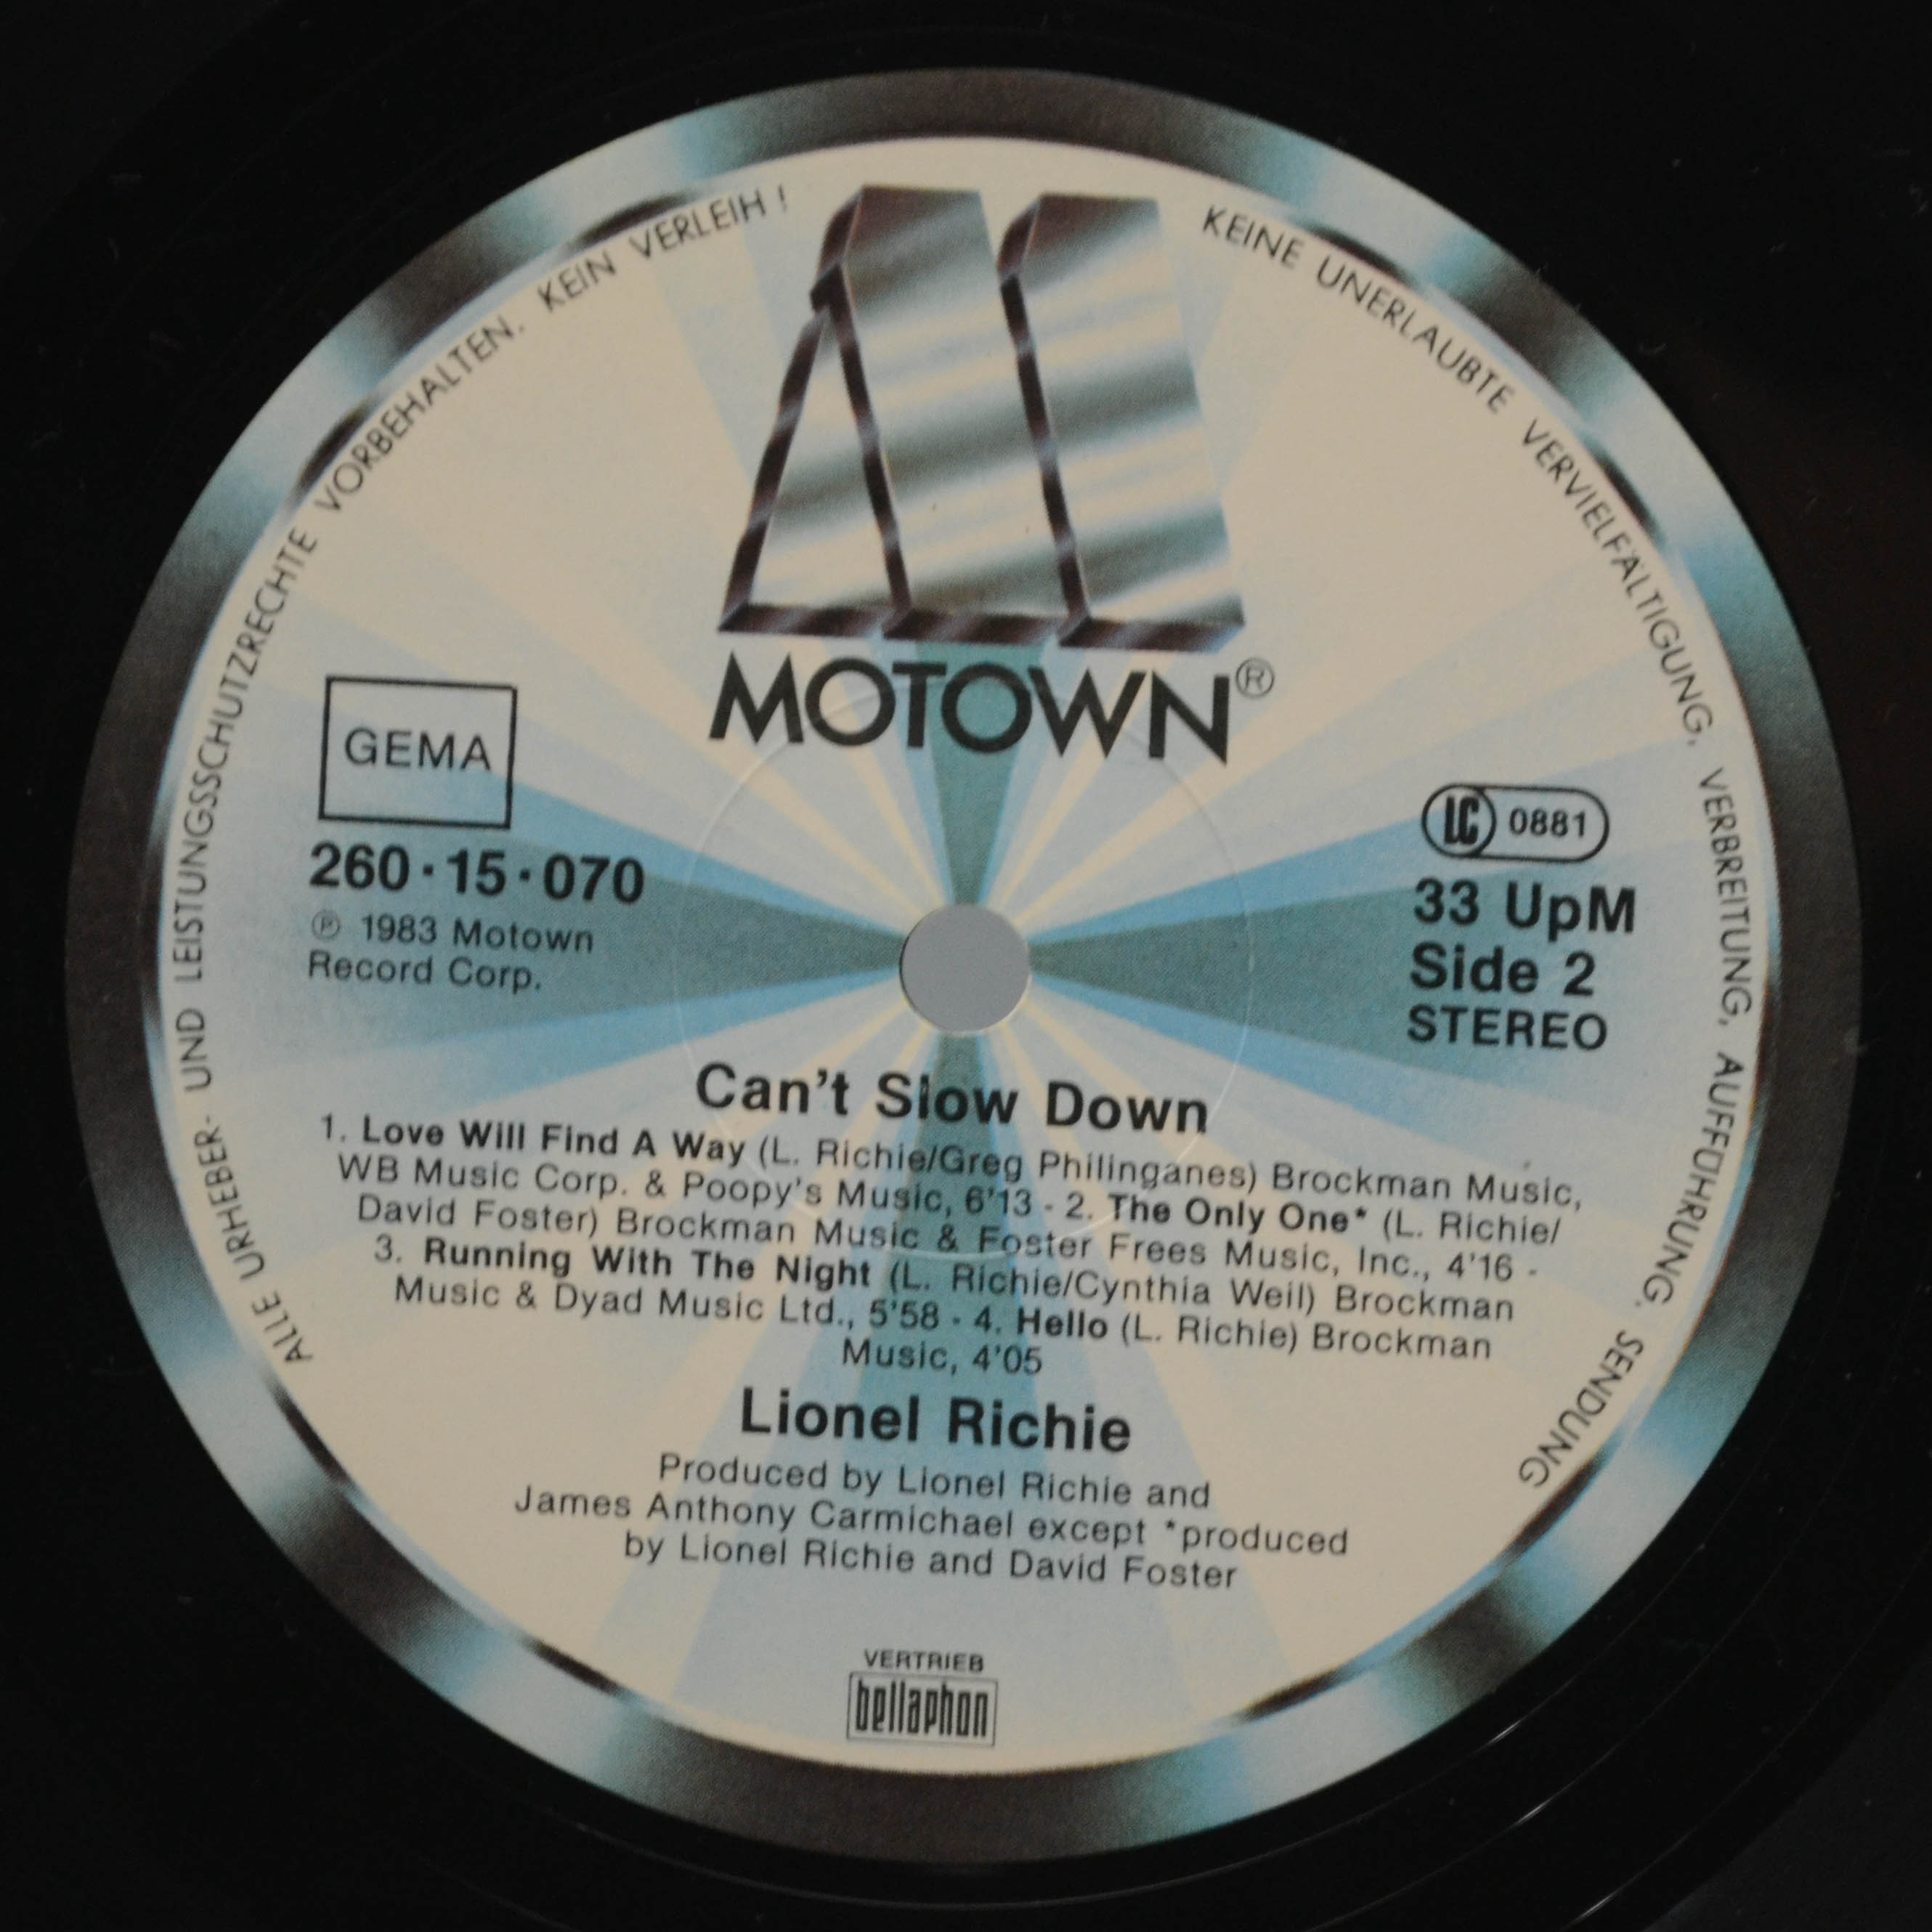 ALLE URHEBER- UND LEISTUNGSSCHUTZRECHTE VORBEHALTEN. KEIN VERLEIH !
KEINE UNERLAUBTE VERVIELFÄLTIGUNG, VERBREITUNG, AUFFÜHRUNG, SENDUNG
MOTOWN®
GEMA
260·15·070
℗ 1983 Motown
Record Corp.
LC 0881
33 UpM
Side 2
STEREO
Can't Slow Down
1. Love Will Find A Way (L. Richie/Greg Philinganes) Brockman Music,
WB Music Corp. & Poopy's Music, 6'13 - 2. The Only One* (L. Richie/
David Foster) Brockman Music & Foster Frees Music, Inc., 4'16 -
3. Running With The Night (L. Richie/Cynthia Weil) Brockman
Music & Dyad Music Ltd., 5'58 - 4. Hello (L. Richie) Brockman
Music, 4'05
Lionel Richie
Produced by Lionel Richie and
James Anthony Carmichael except *produced
by Lionel Richie and David Foster
VERTRIEB
bellaphon